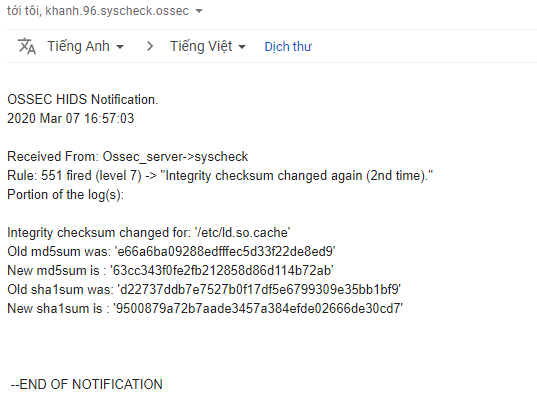 tới tôi, khanh.96.syscheck.ossec
Tiếng Anh > Tiếng Việt Dịch thư
OSSEC HIDS Notification.
2020 Mar 07 16:57:03
Received From: Ossec_server->syscheck
Rule: 551 fired (level 7) -> "Integrity checksum changed again (2nd time)."
Portion of the log(s):
Integrity checksum changed for: '/etc/ld.so.cache'
Old md5sum was: 'e66a6ba09288edfffec5d33f22de8ed9'
New md5sum is : '63cc343f0fe2fb212858d86d114b72ab'
Old sha1sum was: 'd22737ddb7e7527b0f17df5e6799309e35bb1bf9'
New sha1sum is : '9500879a72b7aade3457a384efde02666de30cd7'
--END OF NOTIFICATION